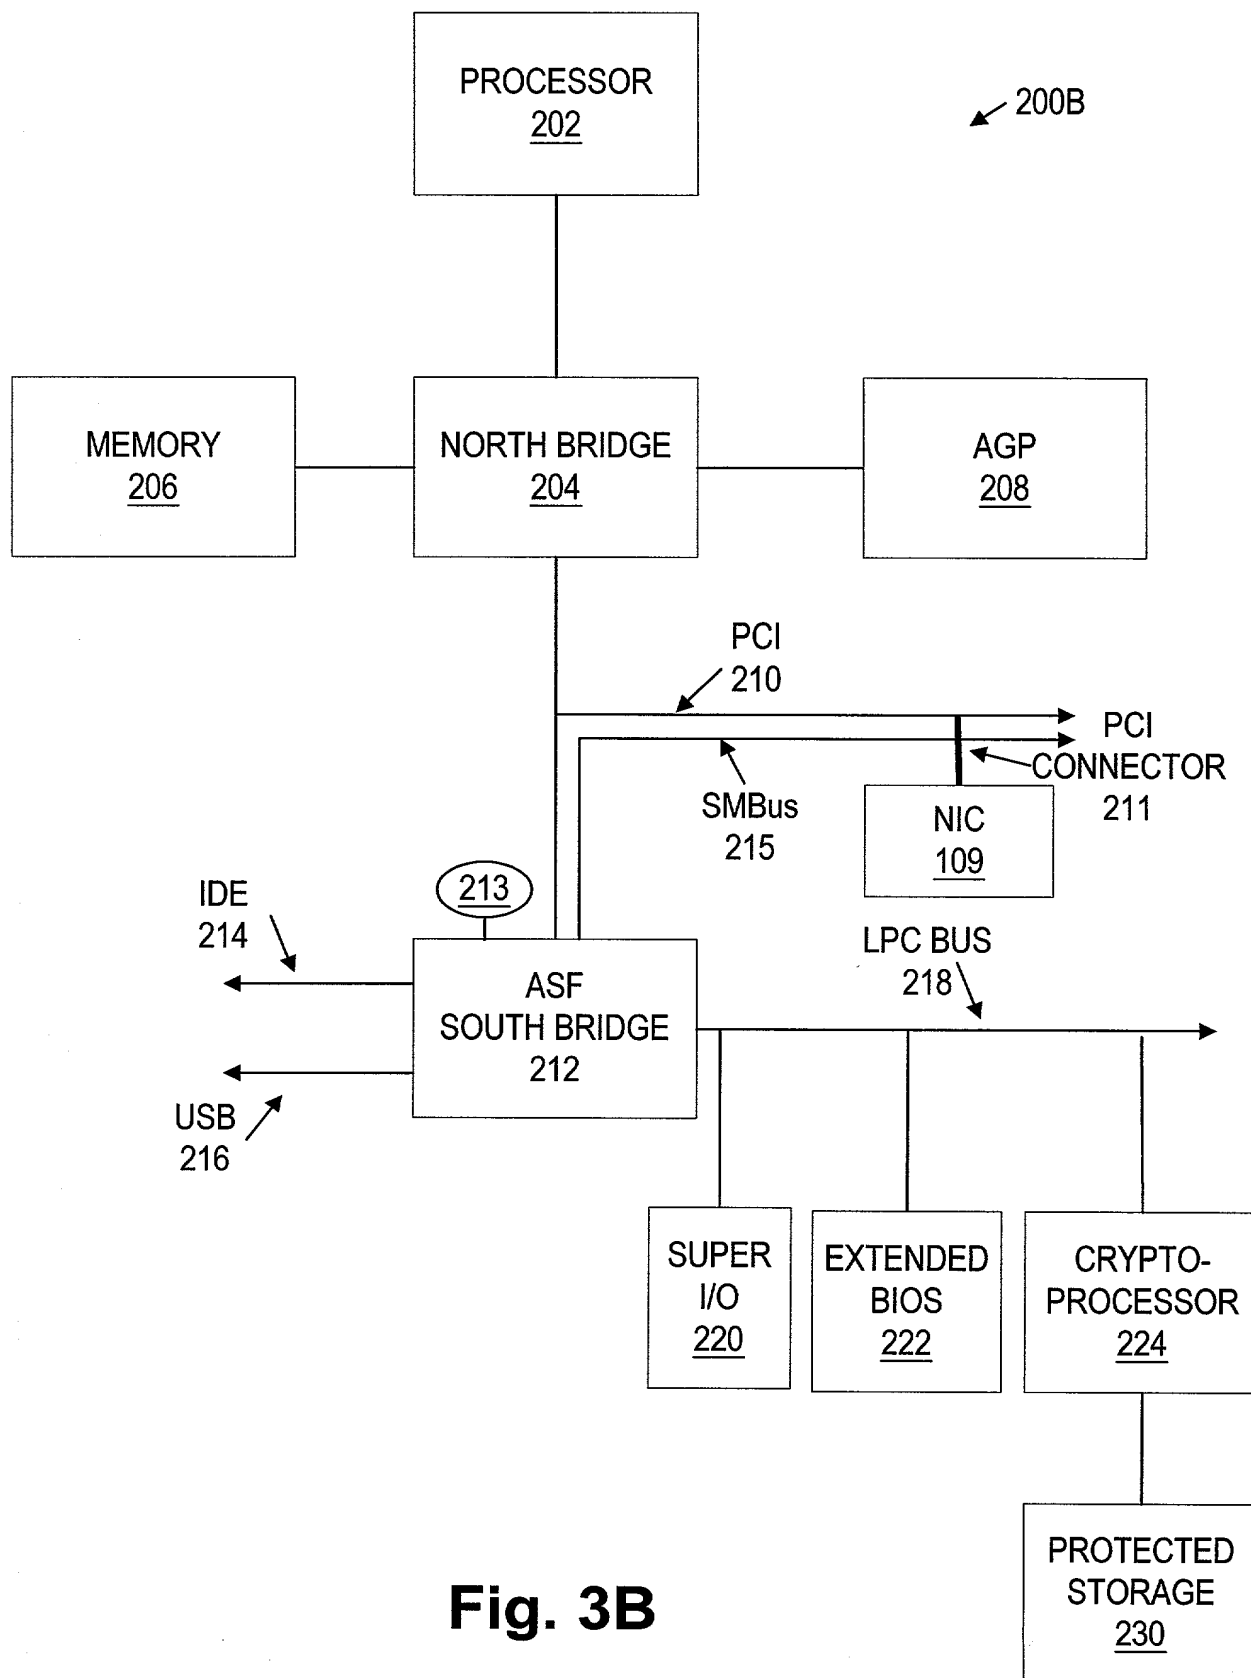 PROCESSOR
202
200B
MEMORY
206
NORTH BRIDGE
204
AGP
208
PCI
210
PCI
CONNECTOR
211
SMBus
215
NIC
109
213
IDE
214
ASF
SOUTH BRIDGE
212
LPC BUS
218
USB
216
SUPER
I/O
220
EXTENDED
BIOS
222
CRYPTO-
PROCESSOR
224
PROTECTED
STORAGE
230
Fig. 3B